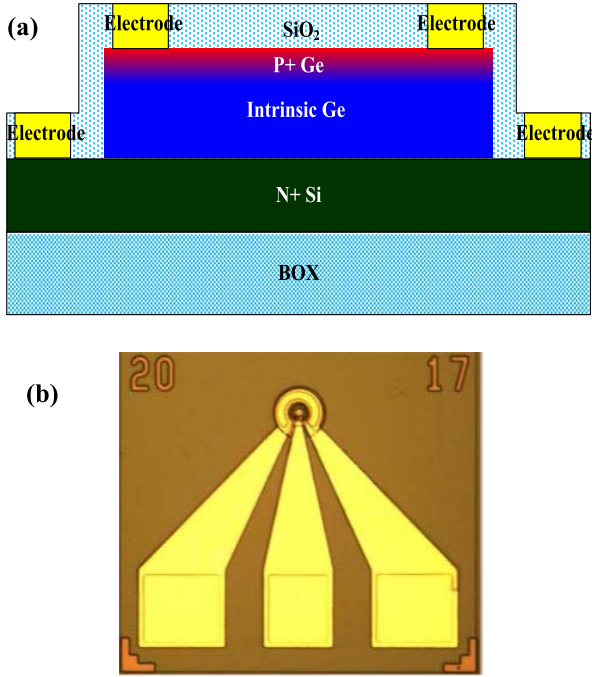 (a)
Electrode
SiO₂
Electrode
P+ Ge
Intrinsic Ge
Electrode
Electrode
N+ Si
BOX
(b)
20
17